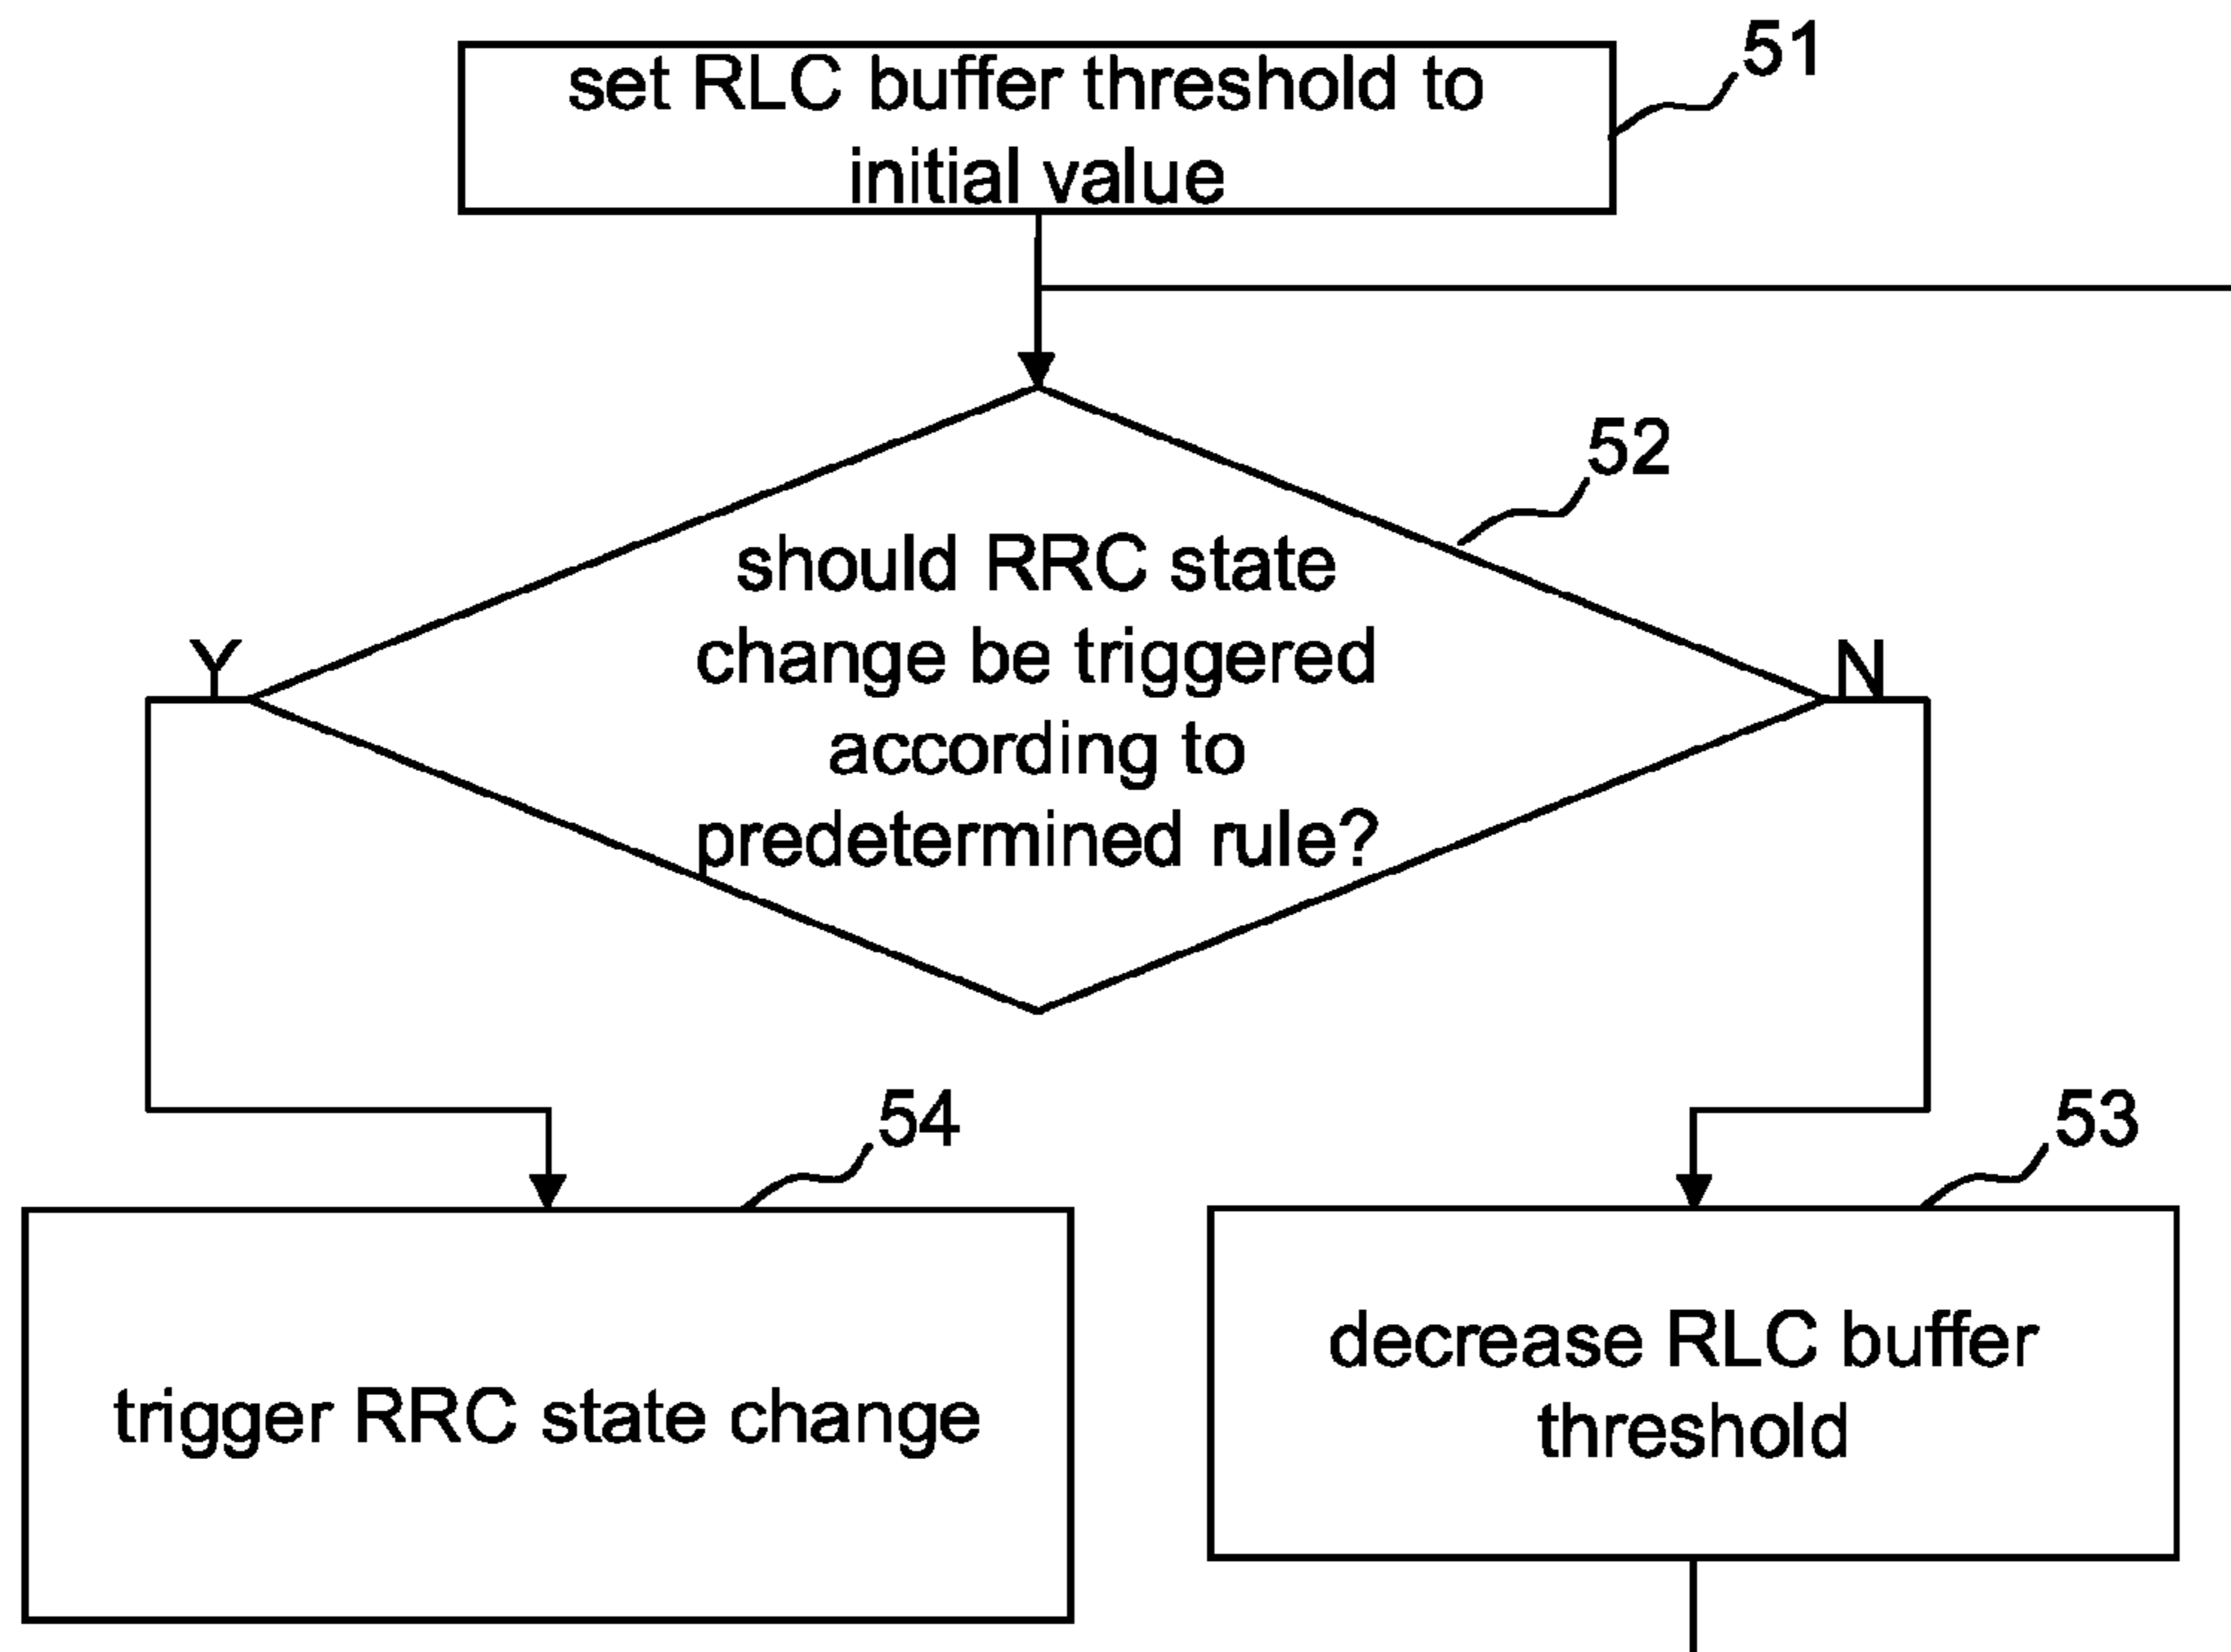 51
set RLC buffer threshold to
initial value
52
should RRC state
change be triggered
according to
predetermined rule?
Y
N
54
53
trigger RRC state change
decrease RLC buffer
threshold